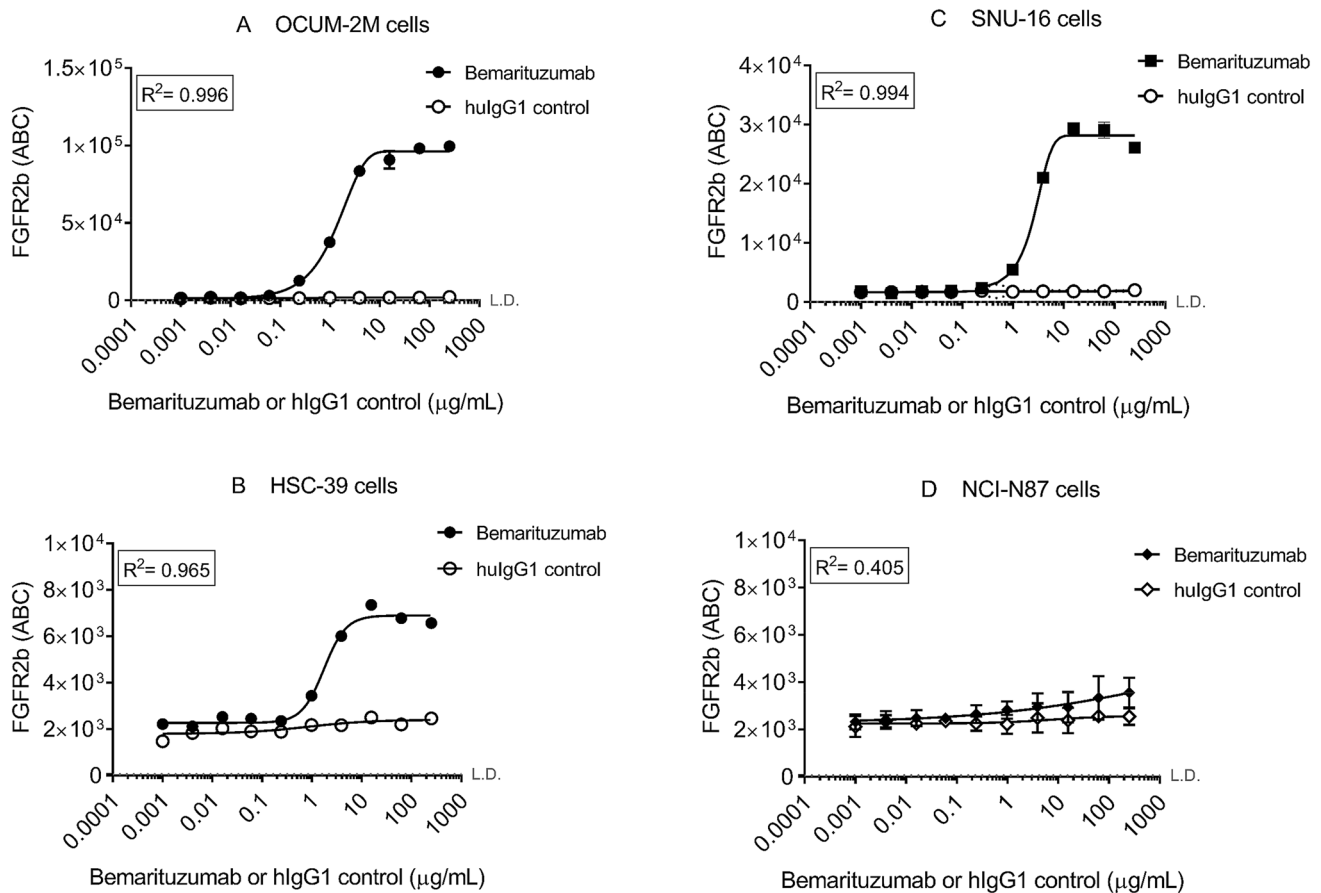 A OCUM-2M cells
Bemarituzumab
huIgG1 control
R²= 0.996
1.5×10⁵
1×10⁵
5×10⁴
0
FGFR2b (ABC)
L.D.
0.0001
0.001
0.01
0.1
1
10
100
1000
Bemarituzumab or hIgG1 control (μg/mL)
C SNU-16 cells
Bemarituzumab
huIgG1 control
R²= 0.994
4×10⁴
3×10⁴
2×10⁴
1×10⁴
0
FGFR2b (ABC)
L.D.
0.0001
0.001
0.01
0.1
1
10
100
1000
Bemarituzumab or hIgG1 control (μg/mL)
B HSC-39 cells
Bemarituzumab
huIgG1 control
R²= 0.965
1×10⁴
8×10³
6×10³
4×10³
2×10³
0
FGFR2b (ABC)
L.D.
0.0001
0.001
0.01
0.1
1
10
100
1000
Bemarituzumab or hIgG1 control (μg/mL)
D NCI-N87 cells
Bemarituzumab
huIgG1 control
R²= 0.405
1×10⁴
8×10³
6×10³
4×10³
2×10³
0
FGFR2b (ABC)
L.D.
0.0001
0.001
0.01
0.1
1
10
100
1000
Bemarituzumab or hIgG1 control (μg/mL)